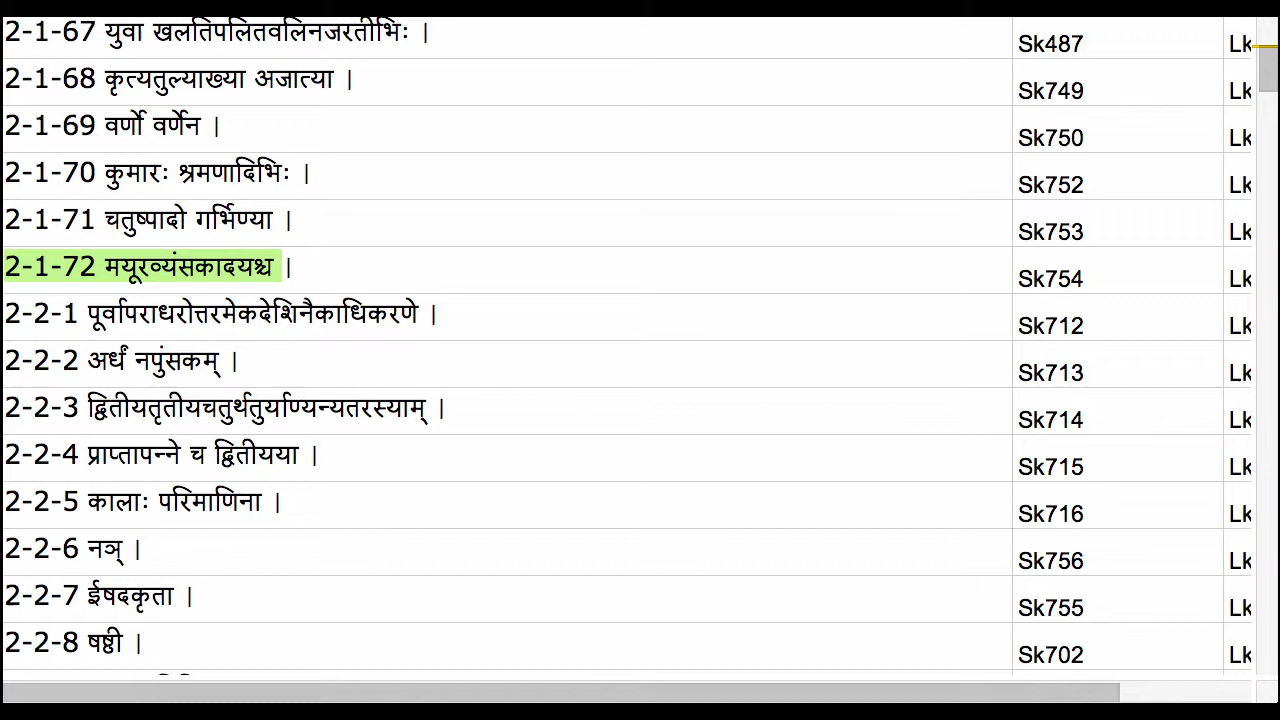 2-1-67 युवा खलतिपलितवलिनजरतीभिः | Sk487 Lk
2-1-68 कृत्यतुल्याख्या अजात्या | Sk749 Lk
2-1-69 वर्णो वर्णेन | Sk750 Lk
2-1-70 कुमारः श्रमणादिभिः | Sk752 Lk
2-1-71 चतुष्पादो गर्भिण्या | Sk753 Lk
2-1-72 मयूरव्यंसकादयश्च | Sk754 Lk
2-2-1 पूर्वापराधरोत्तरमेकदेशिनैकाधिकरणे | Sk712 Lk
2-2-2 अर्धं नपुंसकम् | Sk713 Lk
2-2-3 द्वितीयतृतीयचतुर्थतुर्याण्यन्यतरस्याम् | Sk714 Lk
2-2-4 प्राप्तापन्ने च द्वितीयया | Sk715 Lk
2-2-5 कालाः परिमाणिना | Sk716 Lk
2-2-6 नञ् | Sk756 Lk
2-2-7 ईषदकृता | Sk755 Lk
2-2-8 षष्ठी | Sk702 Lk